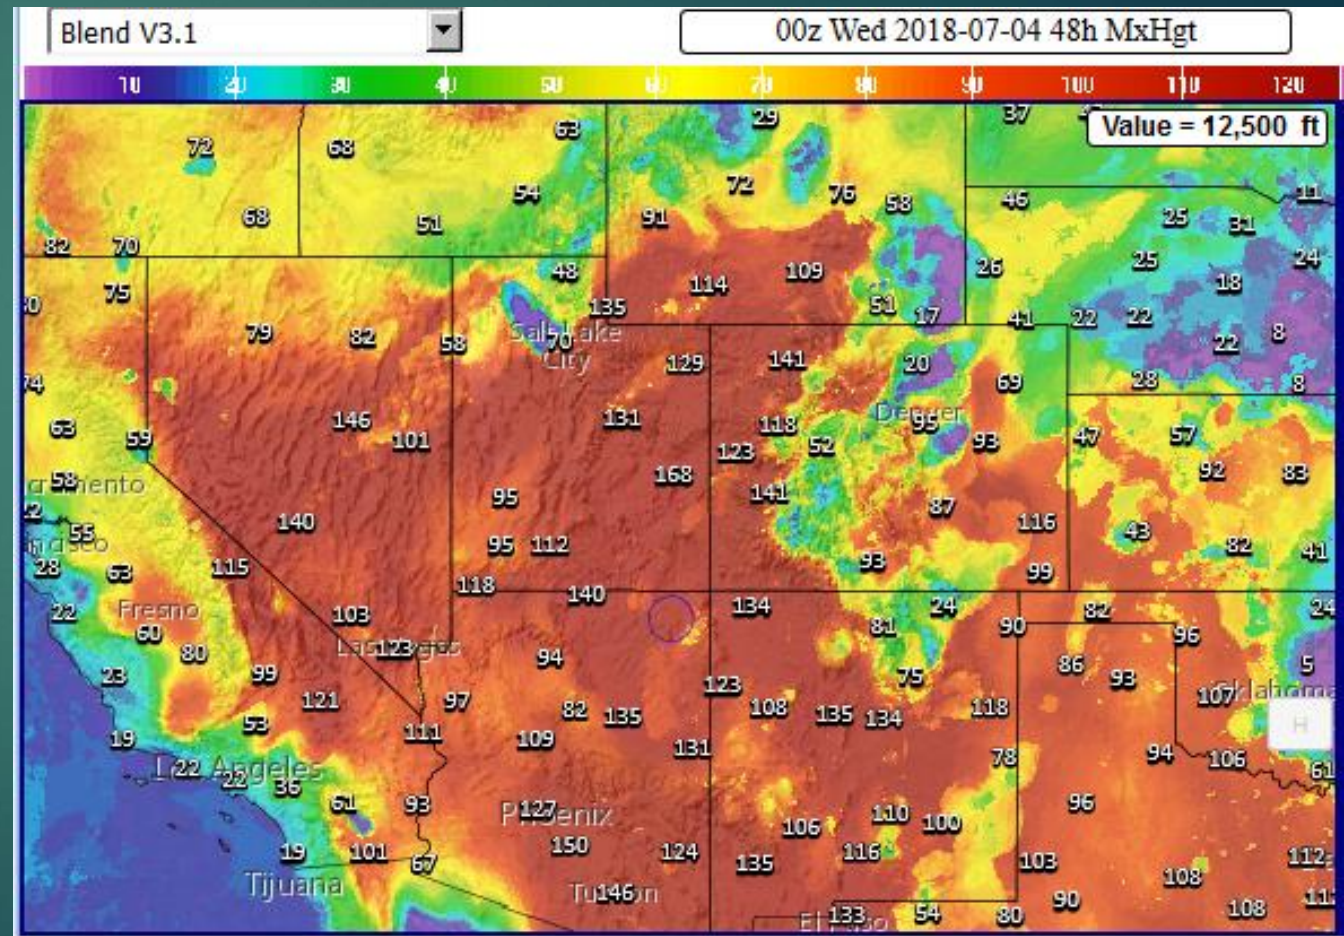 Blend V3.1
00z Wed 2018-07-04 48h MxHgt
10 20 30 40 50 60 70 80 90 100 110 120
Value = 12,500 ft
37
63 29
72 68
72 76 54 58 46 11
68 51 91 25 31
82 70
48 114 109 26 25 24
75 18
135 51 17 41 22 22
79 82 58 Salt Lake 8
70 22
City 129 141 20
69 28 8
146 131 118 Denver
63 59 101 95 93 47 57
123 52
58 168 92 83
95 141
87
140 116
55 95 112 43 82 41
28 63 115 93 99
118
140
22 Fresno 103 134 24 82 24
60 81 90 96
Las Vegas
123
80 94 86 5
23 99 75 93
123
121 97 82 135 108 135 134 118 107 Oklahoma
H
53 111 109
19 131 78 94 106
Los Angeles 61
22 22 36
61 93 127 96
Phoenix 106 110 100
19 101 67 150 124 135 116 103 112
Tijuana Tucson 108
146
90
El Paso
133 54 80 108